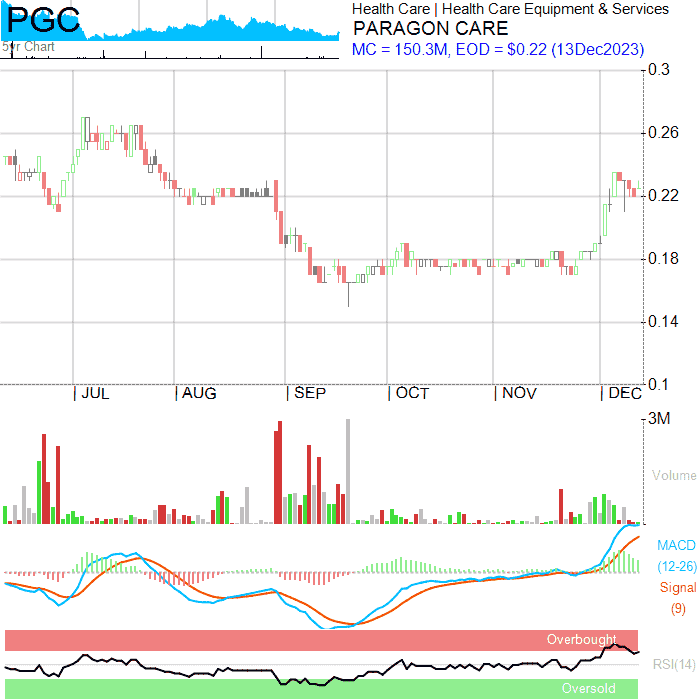 PGC
5yr Chart
Health Care | Health Care Equipment & Services
PARAGON CARE
MC = 150.3M, EOD = $0.22 (13Dec2023)
0.3
0.26
0.22
0.18
0.14
0.1
| JUL | AUG | SEP | OCT | NOV | DEC
3M
Volume
MACD
(12-26)
Signal
(9)
Overbought
RSI(14)
Oversold